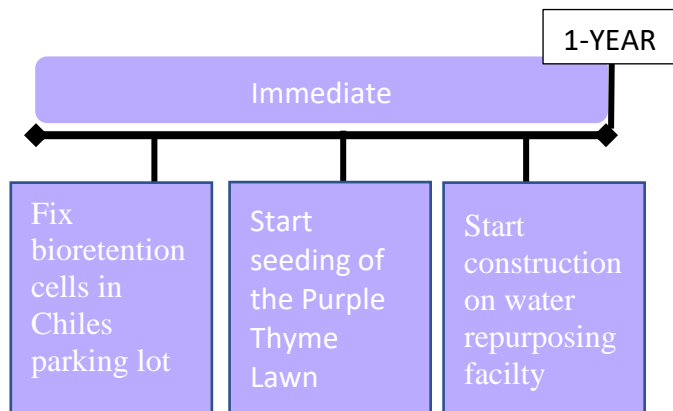 1-YEAR
Immediate
Fix
bioretention
cells in
Chiles
parking lot
Start
seeding of
the Purple
Thyme
Lawn
Start
construction
on water
repurposing
facilty